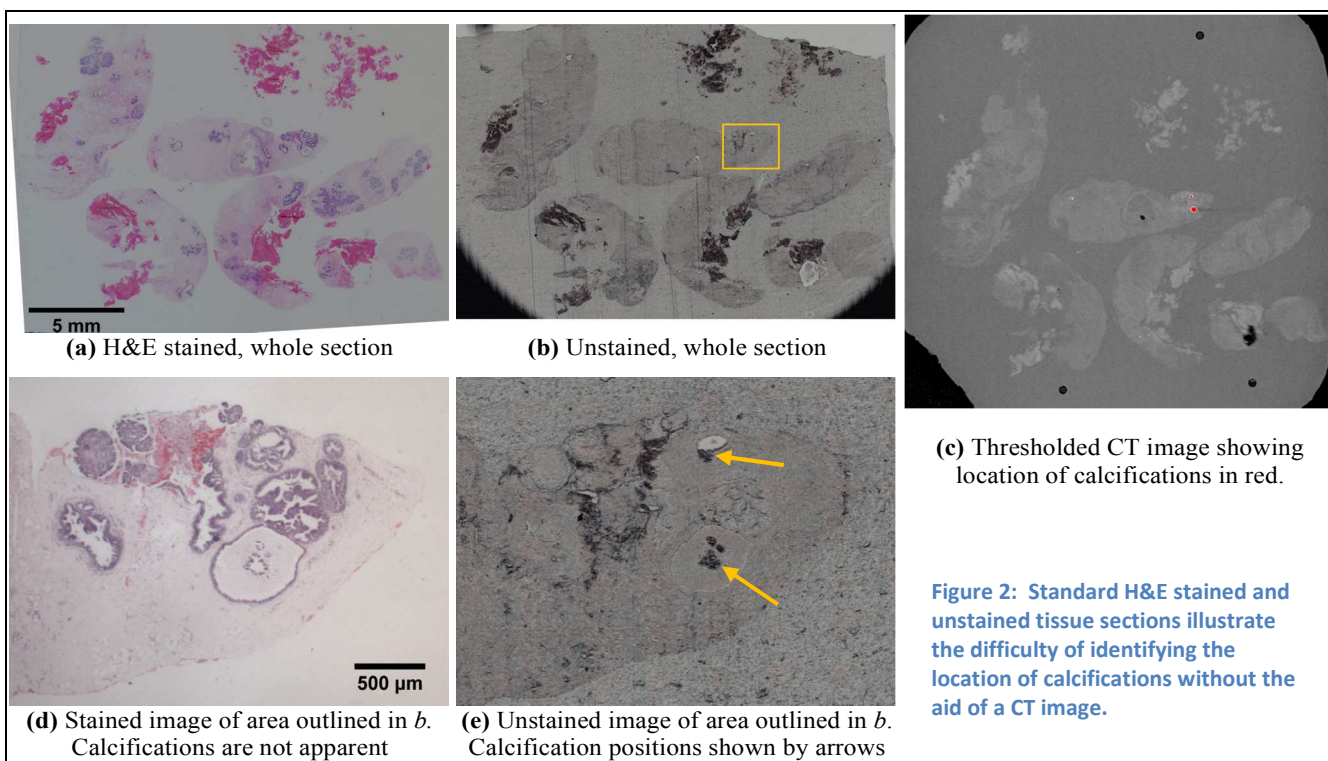 5 mm
(a) H&E stained, whole section
(b) Unstained, whole section
(c) Thresholded CT image showing
location of calcifications in red.
500 µm
(d) Stained image of area outlined in b.
Calcifications are not apparent
(e) Unstained image of area outlined in b.
Calcification positions shown by arrows
Figure 2: Standard H&E stained and
unstained tissue sections illustrate
the difficulty of identifying the
location of calcifications without the
aid of a CT image.